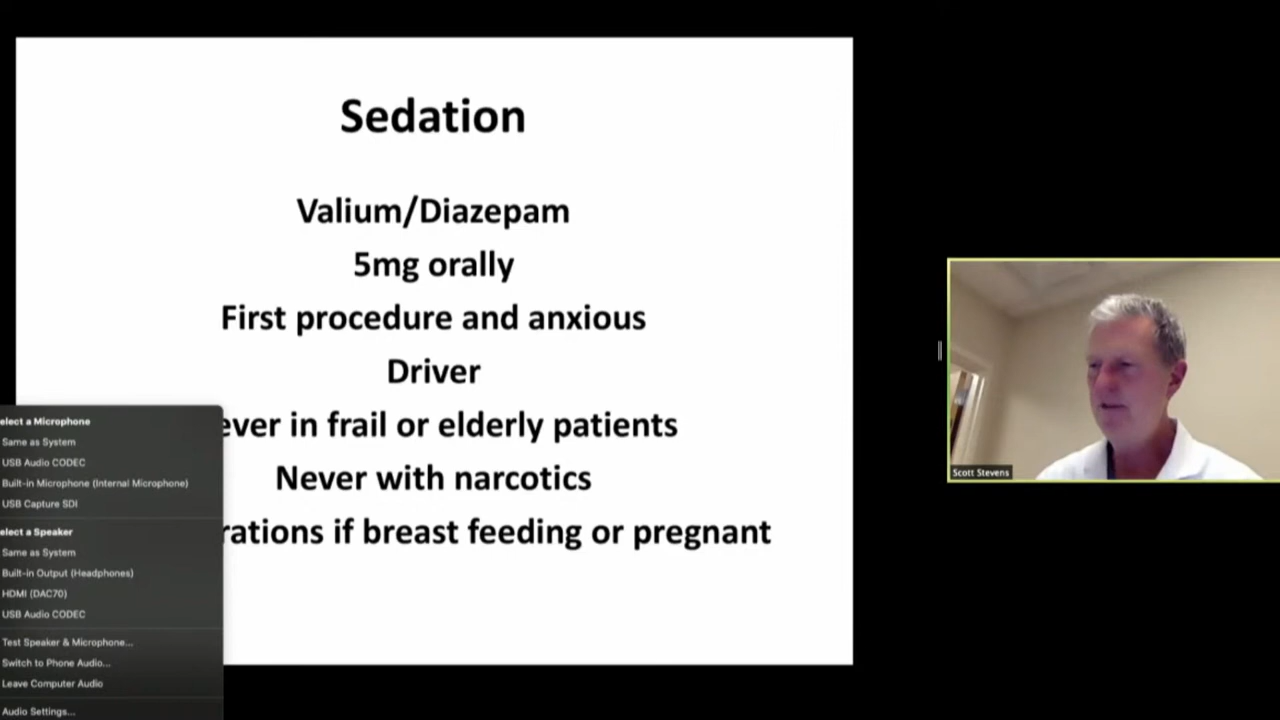 Sedation
Valium/Diazepam
5mg orally
First procedure and anxious
Driver
ever in frail or elderly patients
Never with narcotics
rations if breast feeding or pregnant
elect a Microphone
Same as System
USB Audio CODEC
Built-in Microphone (Internal Microphone)
USB Capture SDI
elect a Speaker
Same as System
Built-in Output (Headphones)
HDMI (DAC70)
USB Audio CODEC
Test Speaker & Microphone...
Switch to Phone Audio...
Leave Computer Audio
Audio Settings...
Scott Stevens